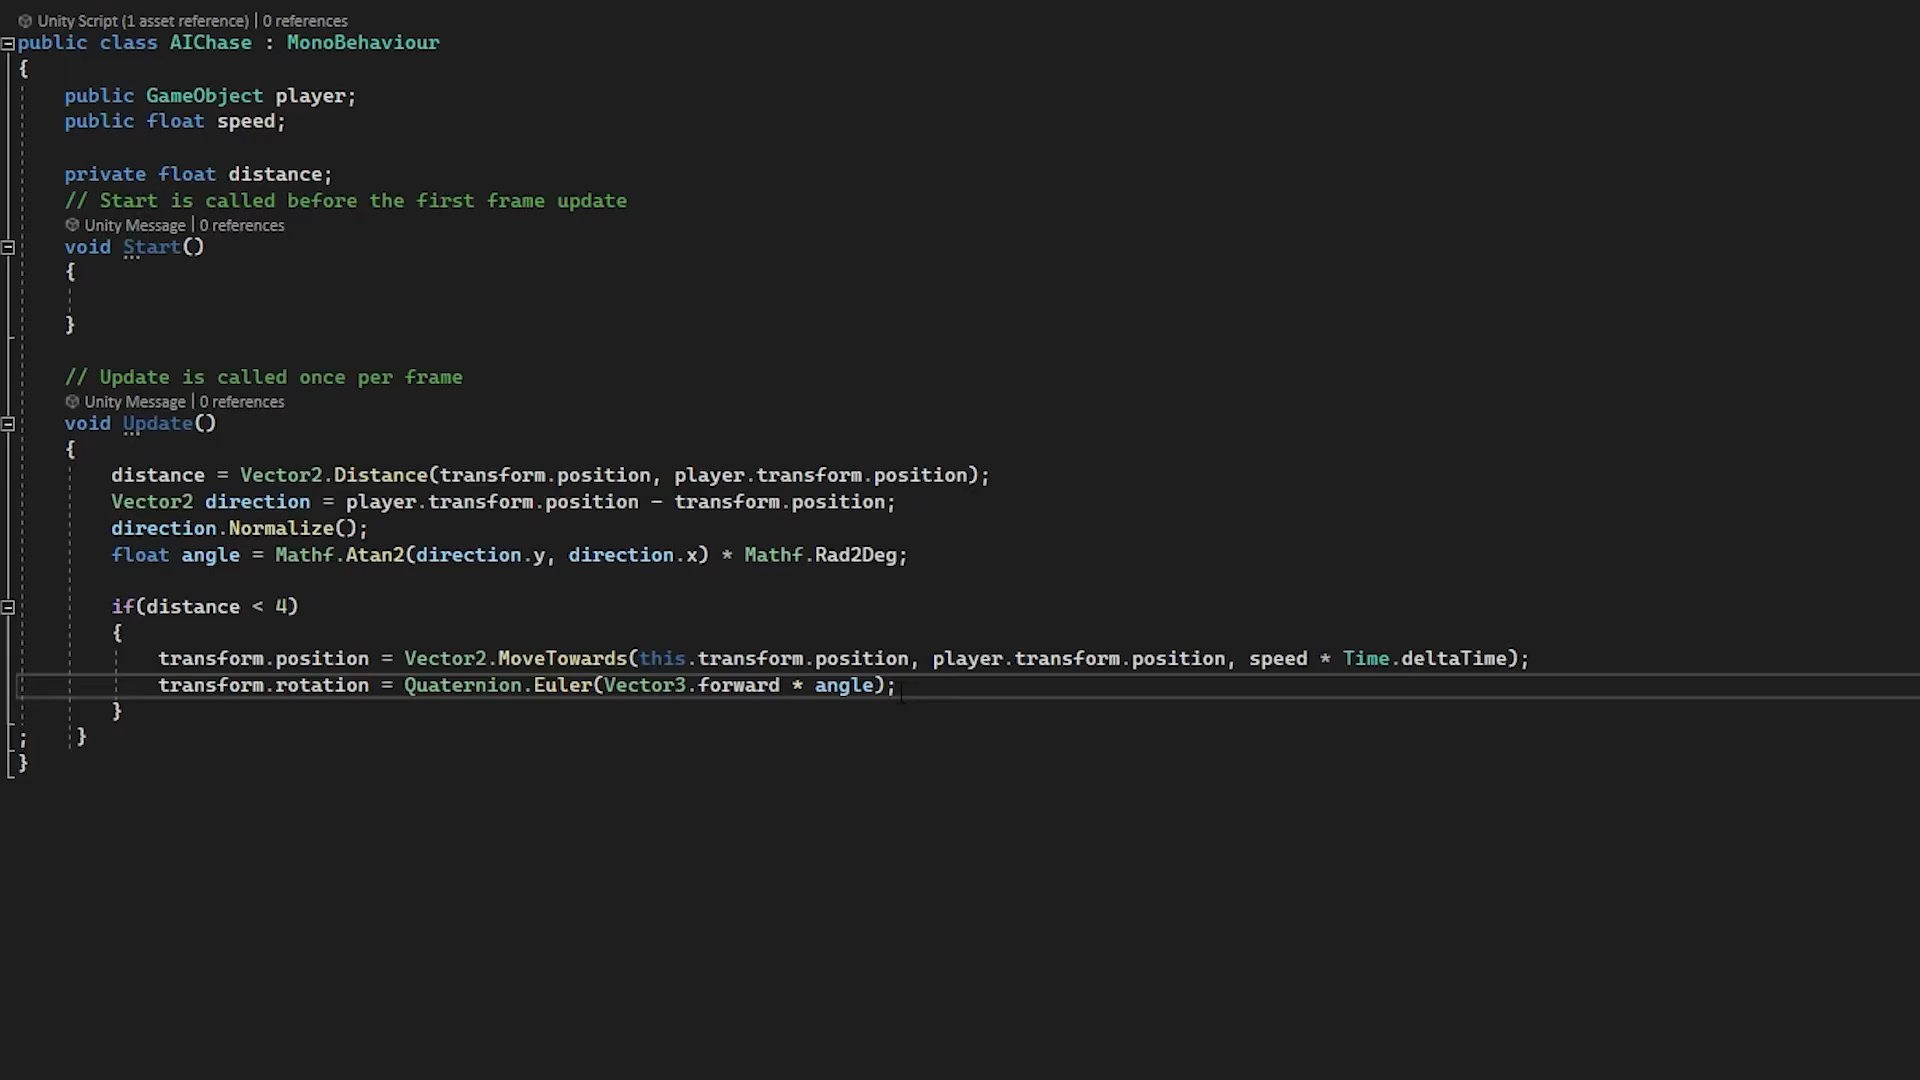 Unity Script (1 asset reference) | 0 references
public class AIChase : MonoBehaviour
{
public GameObject player;
public float speed;
private float distance;
// Start is called before the first frame update
Unity Message | 0 references
void Start()
{
}
// Update is called once per frame
Unity Message | 0 references
void Update()
{
distance = Vector2.Distance(transform.position, player.transform.position);
Vector2 direction = player.transform.position - transform.position;
direction.Normalize();
float angle = Mathf.Atan2(direction.y, direction.x) * Mathf.Rad2Deg;
if(distance < 4)
{
transform.position = Vector2.MoveTowards(this.transform.position, player.transform.position, speed * Time.deltaTime);
transform.rotation = Quaternion.Euler(Vector3.forward * angle);
}
; }
}